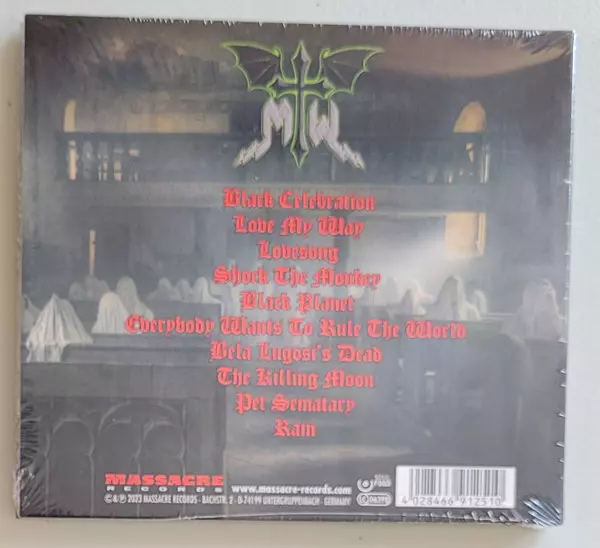 MTW
Black Celebration
Love My Way
Lovesong
Shock The Monkey
Black Planet
Everybody Wants To Rule The World
Bela Lugosi's Dead
The Killing Moon
Pet Sematary
Rain
MASSACRE
RECORDS
www.massacre-records.com
©&℗ 2023 MASSACRE RECORDS - BACHSTR. 2 - D-74199 UNTERGRUPPENBACH - GERMANY
4 028466 912510